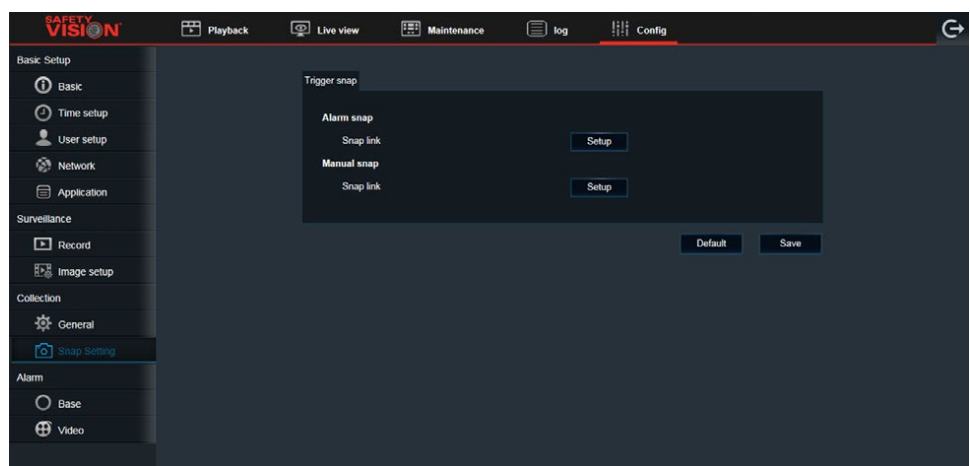 SAFETY VISION
Playback Live view Maintenance log Config
Basic Setup
Basic
Time setup
User setup
Network
Application
Surveillance
Record
Image setup
Collection
General
Snap Setting
Alarm
Base
Video
Trigger snap
Alarm snap
Snap link Setup
Manual snap
Snap link Setup
Default Save